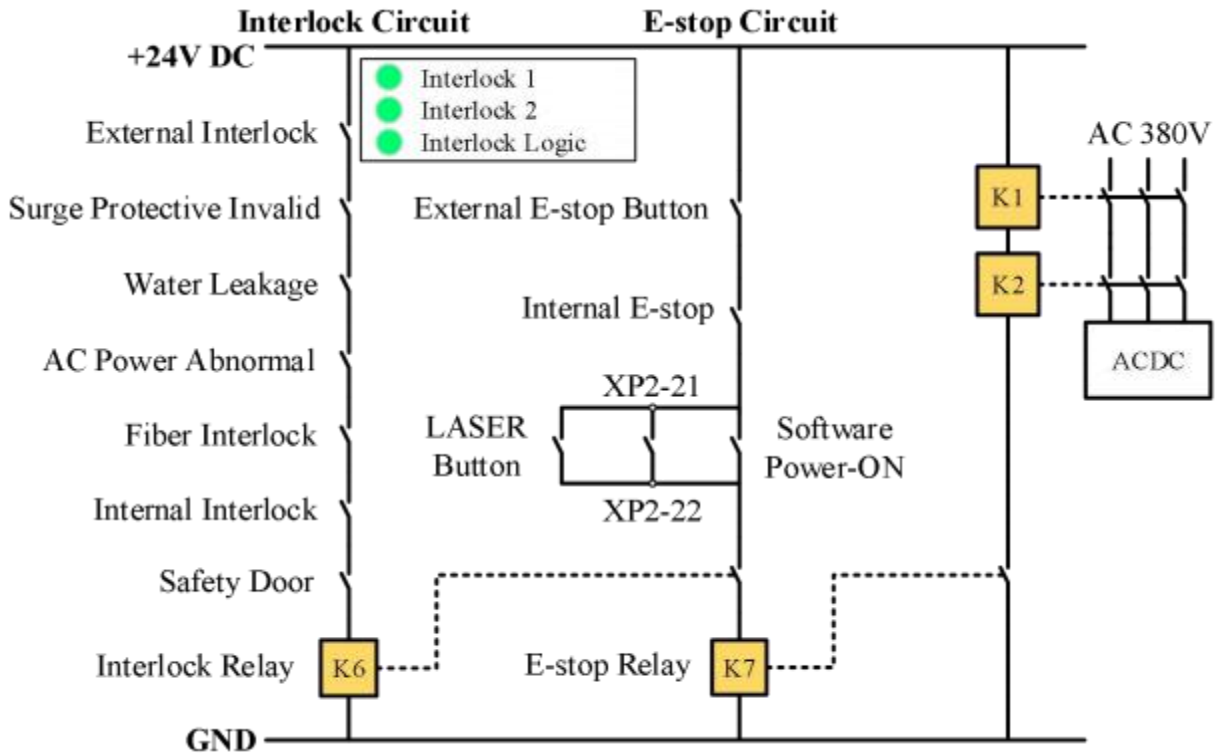 Interlock Circuit
E-stop Circuit
+24V DC
Interlock 1
Interlock 2
Interlock Logic
External Interlock
AC 380V
Surge Protective Invalid
External E-stop Button
K1
Water Leakage
K2
Internal E-stop
AC Power Abnormal
ACDC
XP2-21
Fiber Interlock
LASER
Button
Software
Power-ON
Internal Interlock
XP2-22
Safety Door
Interlock Relay
K6
E-stop Relay
K7
GND